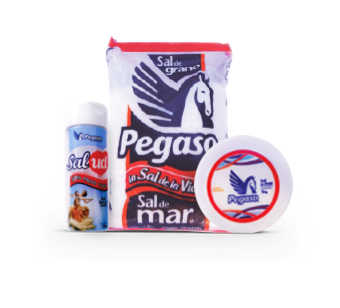 Sal de
grano
Pegaso
La Sal de la Vida
Sal de
mar
Pegaso
Sal ud
Pegaso